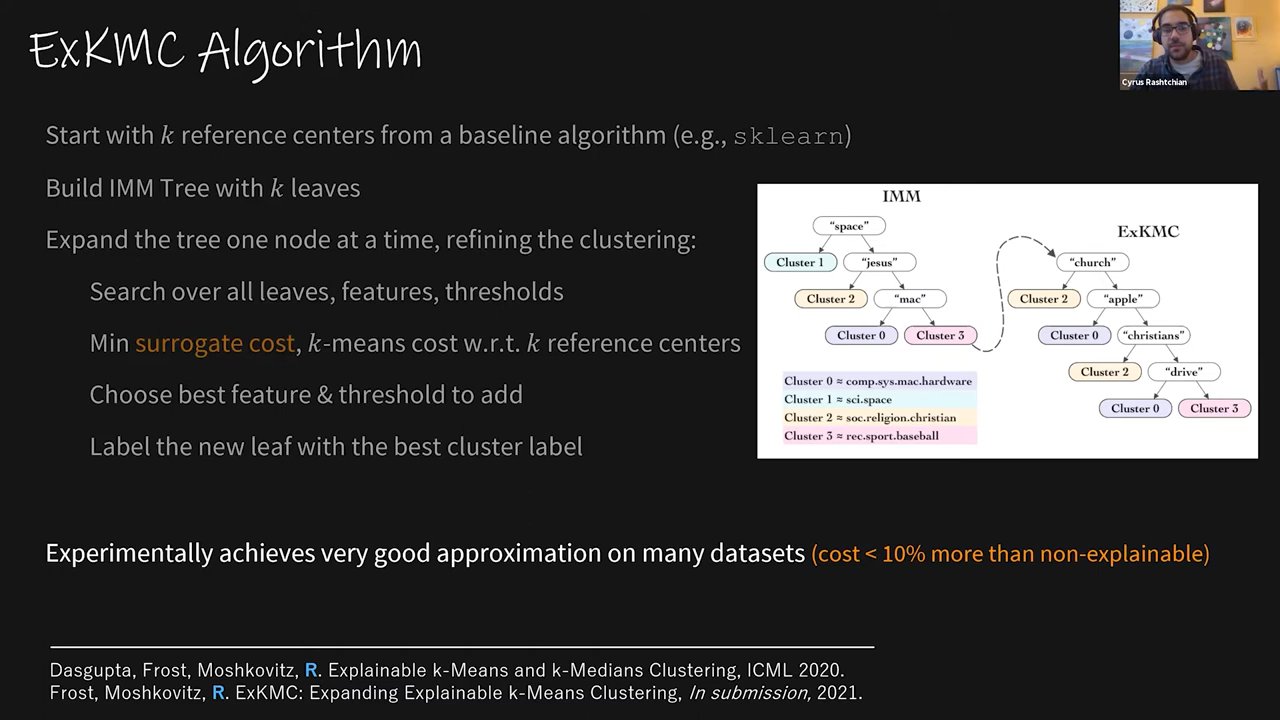 ExKMC Algorithm
Cyrus Rashtchian
Start with k reference centers from a baseline algorithm (e.g., sklearn)
Build IMM Tree with k leaves
Expand the tree one node at a time, refining the clustering:
Search over all leaves, features, thresholds
Min surrogate cost, k-means cost w.r.t. k reference centers
Choose best feature & threshold to add
Label the new leaf with the best cluster label
IMM
“space”
Cluster 1
“jesus”
Cluster 2
“mac”
Cluster 0
Cluster 3
ExKMC
“church”
Cluster 2
“apple”
Cluster 0
“christians”
Cluster 2
“drive”
Cluster 0
Cluster 3
Cluster 0 ≈ comp.sys.mac.hardware
Cluster 1 ≈ sci.space
Cluster 2 ≈ soc.religion.christian
Cluster 3 ≈ rec.sport.baseball
Experimentally achieves very good approximation on many datasets (cost < 10% more than non-explainable)
Dasgupta, Frost, Moshkovitz, R. Explainable k-Means and k-Medians Clustering, ICML 2020.
Frost, Moshkovitz, R. ExKMC: Expanding Explainable k-Means Clustering, In submission, 2021.